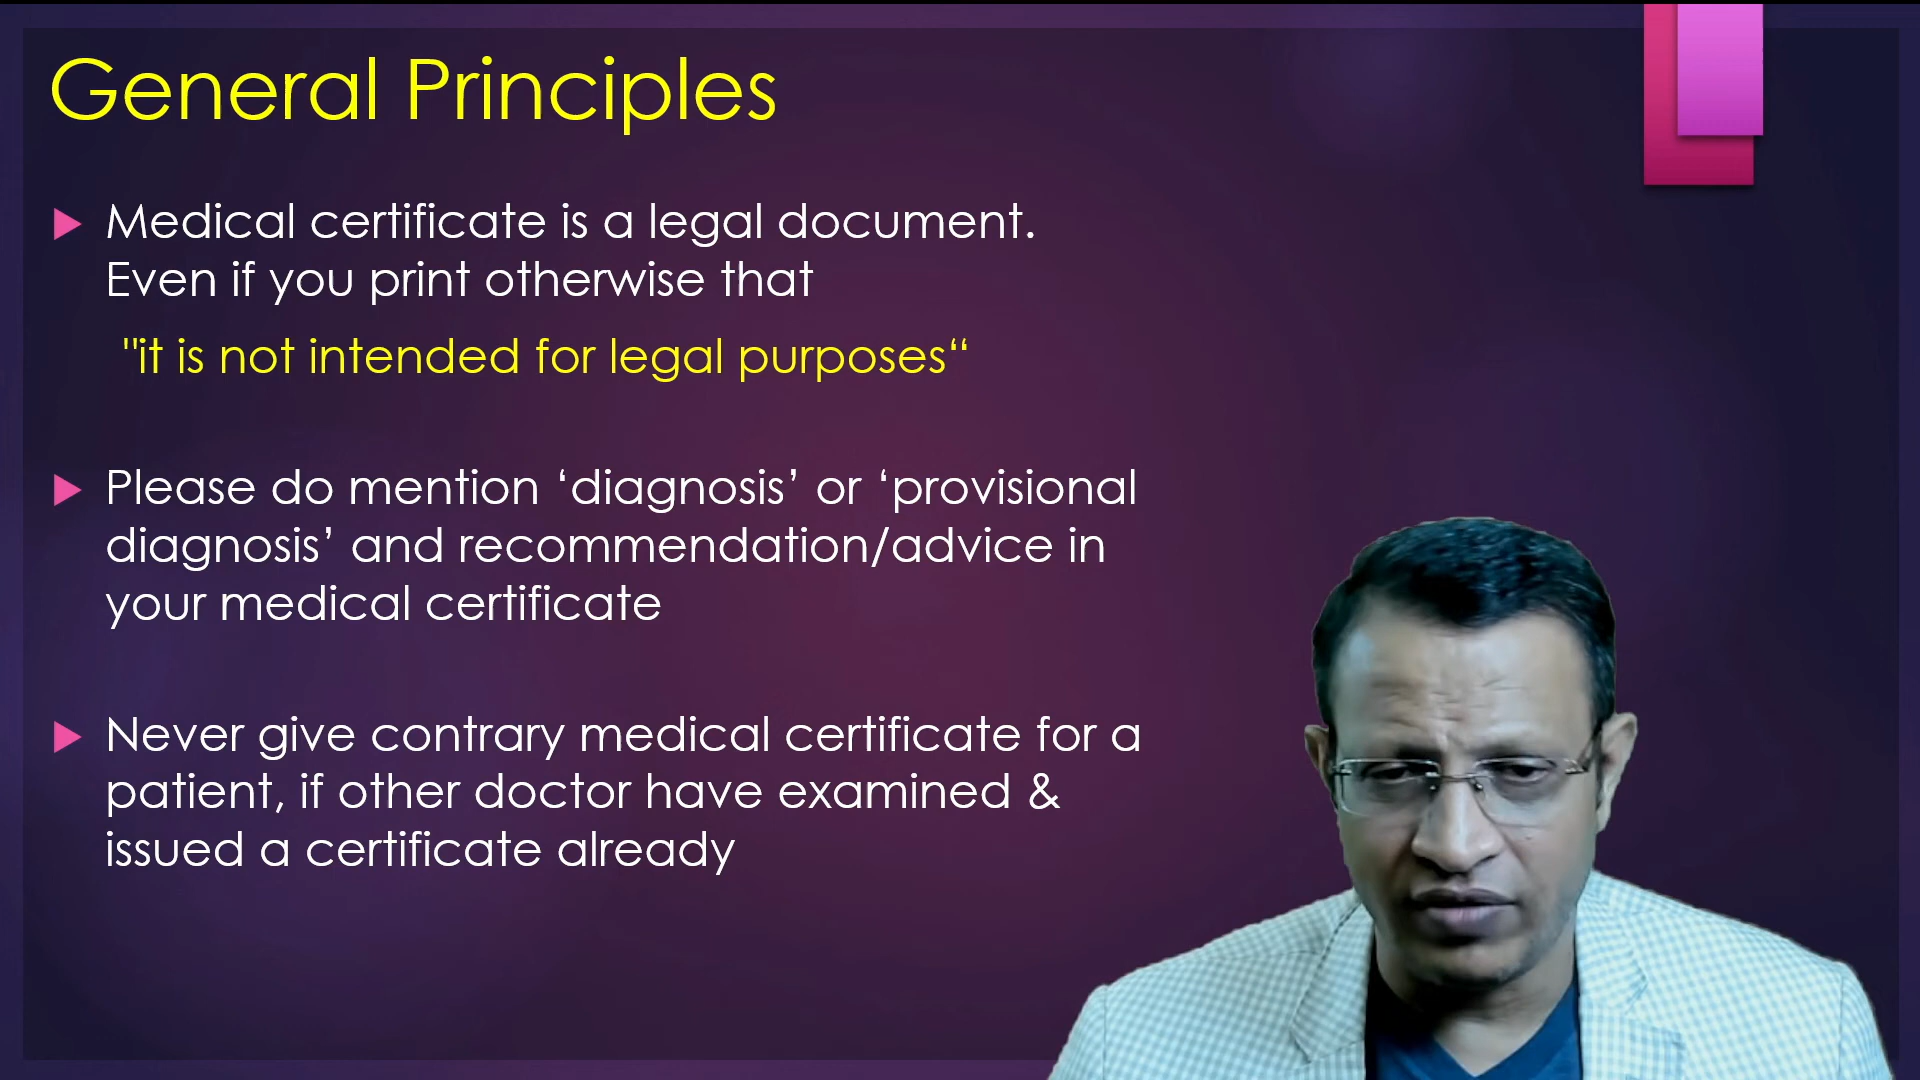 General Principles
Medical certificate is a legal document.
Even if you print otherwise that
"it is not intended for legal purposes“
Please do mention ‘diagnosis’ or ‘provisional
diagnosis’ and recommendation/advice in
your medical certificate
Never give contrary medical certificate for a
patient, if other doctor have examined &
issued a certificate already